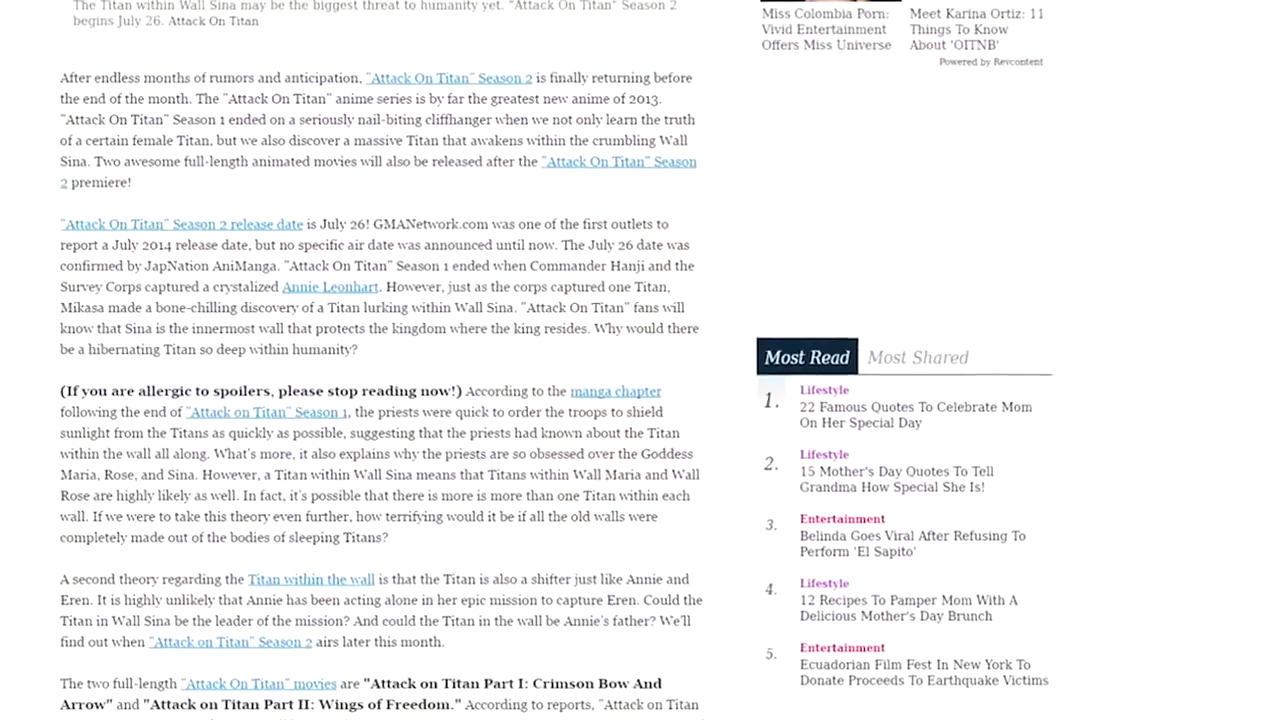 The Titan within Wall Sina may be the biggest threat to humanity yet. "Attack On Titan" Season 2
begins July 26. Attack On Titan
After endless months of rumors and anticipation, "Attack On Titan" Season 2 is finally returning before
the end of the month. The "Attack On Titan" anime series is by far the greatest new anime of 2013.
"Attack On Titan" Season 1 ended on a seriously nail-biting cliffhanger when we not only learn the truth
of a certain female Titan, but we also discover a massive Titan that awakens within the crumbling Wall
Sina. Two awesome full-length animated movies will also be released after the "Attack On Titan" Season
2 premiere!
"Attack On Titan" Season 2 release date is July 26! GMANetwork.com was one of the first outlets to
report a July 2014 release date, but no specific air date was announced until now. The July 26 date was
confirmed by JapNation AniManga. "Attack On Titan" Season 1 ended when Commander Hanji and the
Survey Corps captured a crystalized Annie Leonhart. However, just as the corps captured one Titan,
Mikasa made a bone-chilling discovery of a Titan lurking within Wall Sina. "Attack On Titan" fans will
know that Sina is the innermost wall that protects the kingdom where the king resides. Why would there
be a hibernating Titan so deep within humanity?
(If you are allergic to spoilers, please stop reading now!) According to the manga chapter
following the end of "Attack on Titan" Season 1, the priests were quick to order the troops to shield
sunlight from the Titans as quickly as possible, suggesting that the priests had known about the Titan
within the wall all along. What's more, it also explains why the priests are so obsessed over the Goddess
Maria, Rose, and Sina. However, a Titan within Wall Sina means that Titans within Wall Maria and Wall
Rose are highly likely as well. In fact, it's possible that there is more is more than one Titan within each
wall. If we were to take this theory even further, how terrifying would it be if all the old walls were
completely made out of the bodies of sleeping Titans?
A second theory regarding the Titan within the wall is that the Titan is also a shifter just like Annie and
Eren. It is highly unlikely that Annie has been acting alone in her epic mission to capture Eren. Could the
Titan in Wall Sina be the leader of the mission? And could the Titan in the wall be Annie's father? We'll
find out when "Attack on Titan" Season 2 airs later this month.
The two full-length "Attack On Titan" movies are "Attack on Titan Part I: Crimson Bow And
Arrow" and "Attack on Titan Part II: Wings of Freedom." According to reports, "Attack on Titan
Miss Colombia Porn:
Vivid Entertainment
Offers Miss Universe
Meet Karina Ortiz: 11
Things To Know
About 'OITNB'
Powered by Revcontent
Most Read Most Shared
1. Lifestyle
22 Famous Quotes To Celebrate Mom
On Her Special Day
2. Lifestyle
15 Mother's Day Quotes To Tell
Grandma How Special She Is!
3. Entertainment
Belinda Goes Viral After Refusing To
Perform 'El Sapito'
4. Lifestyle
12 Recipes To Pamper Mom With A
Delicious Mother's Day Brunch
5. Entertainment
Ecuadorian Film Fest In New York To
Donate Proceeds To Earthquake Victims